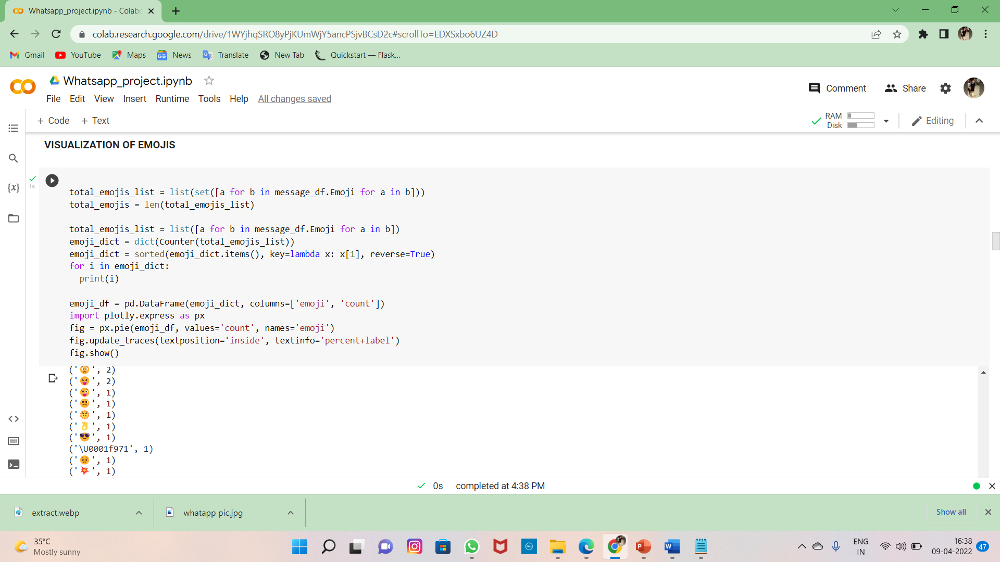 Whatsapp_project.ipynb - Colab
colab.research.google.com/drive/1WYjhqSRO8yPjKUmWjY5ancPSjvBCsD2c#scrollTo=EDXSxbo6UZ4D
Gmail YouTube Maps News Translate New Tab Quickstart — Flask...
Whatsapp_project.ipynb
Comment Share
File Edit View Insert Runtime Tools Help All changes saved
+ Code + Text
RAM
Disk
Editing
VISUALIZATION OF EMOJIS
{x}
1s
total_emojis_list = list(set([a for b in message_df.Emoji for a in b]))
total_emojis = len(total_emojis_list)
total_emojis_list = list([a for b in message_df.Emoji for a in b])
emoji_dict = dict(Counter(total_emojis_list))
emoji_dict = sorted(emoji_dict.items(), key=lambda x: x[1], reverse=True)
for i in emoji_dict:
print(i)
emoji_df = pd.DataFrame(emoji_dict, columns=['emoji', 'count'])
import plotly.express as px
fig = px.pie(emoji_df, values='count', names='emoji')
fig.update_traces(textposition='inside', textinfo='percent+label')
fig.show()
('😳', 2)
('😝', 2)
('😜', 1)
('☹', 1)
('🌞', 1)
('👌', 1)
('😎', 1)
('\U0001f971', 1)
('😣', 1)
('💥', 1)
0s completed at 4:38 PM
extract.webp
whatapp pic.jpg
Show all
35°C
Mostly sunny
DELL
ENG
IN
16:38
09-04-2022
47